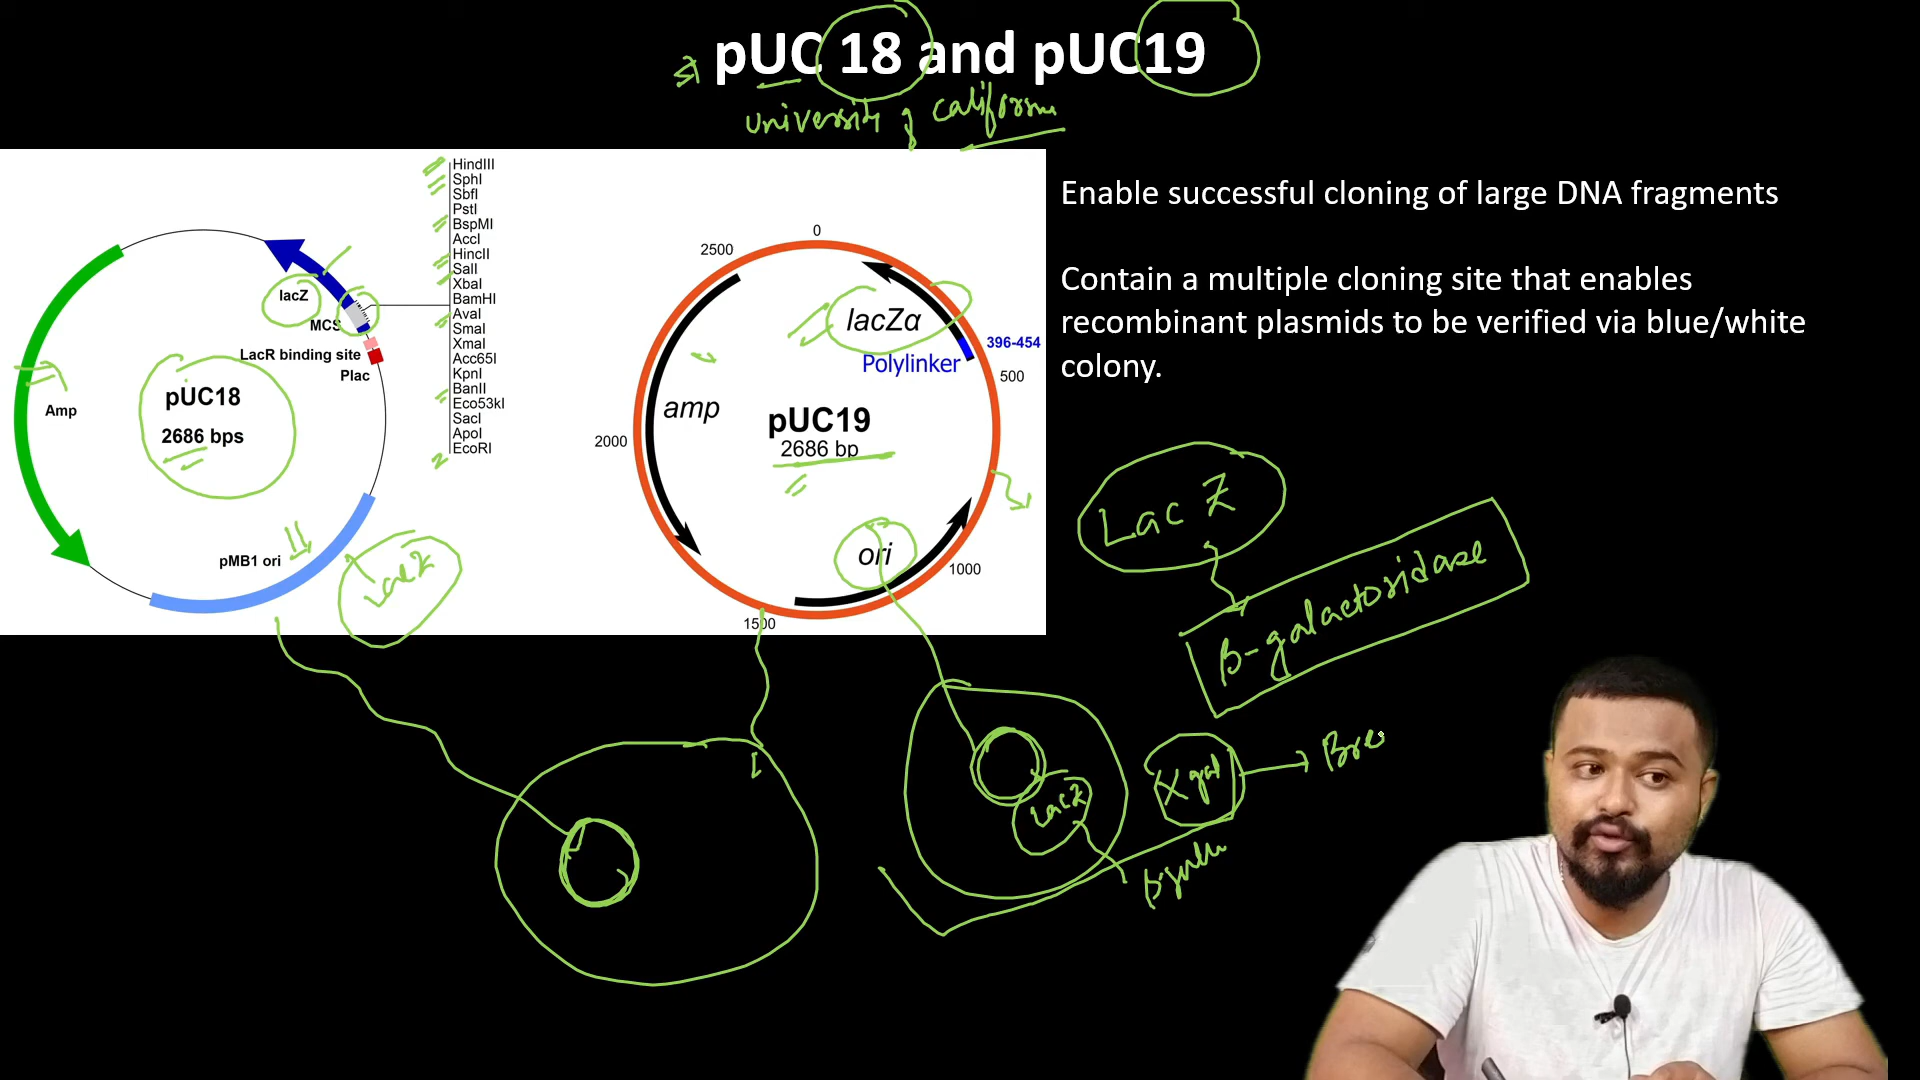 pUC 18 and pUC19
university of california
HindIII
SphI
SbfI
PstI
BspMI
AccI
HincII
SalI
XbaI
BamHI
AvaI
SmaI
XmaI
Acc65I
KpnI
BanII
Eco53kI
SacI
ApoI
EcoRI
lacZ
MCS
LacR binding site
Plac
Amp
pUC18
2686 bps
pMB1 ori
LacZ
0
2500
lacZα
Polylinker
396-454
500
amp
pUC19
2686 bp
2000
ori
1000
1500
Enable successful cloning of large DNA fragments
Contain a multiple cloning site that enables
recombinant plasmids to be verified via blue/white
colony.
Lac Z
β-galactosidase
LacZ
X gal
Bre